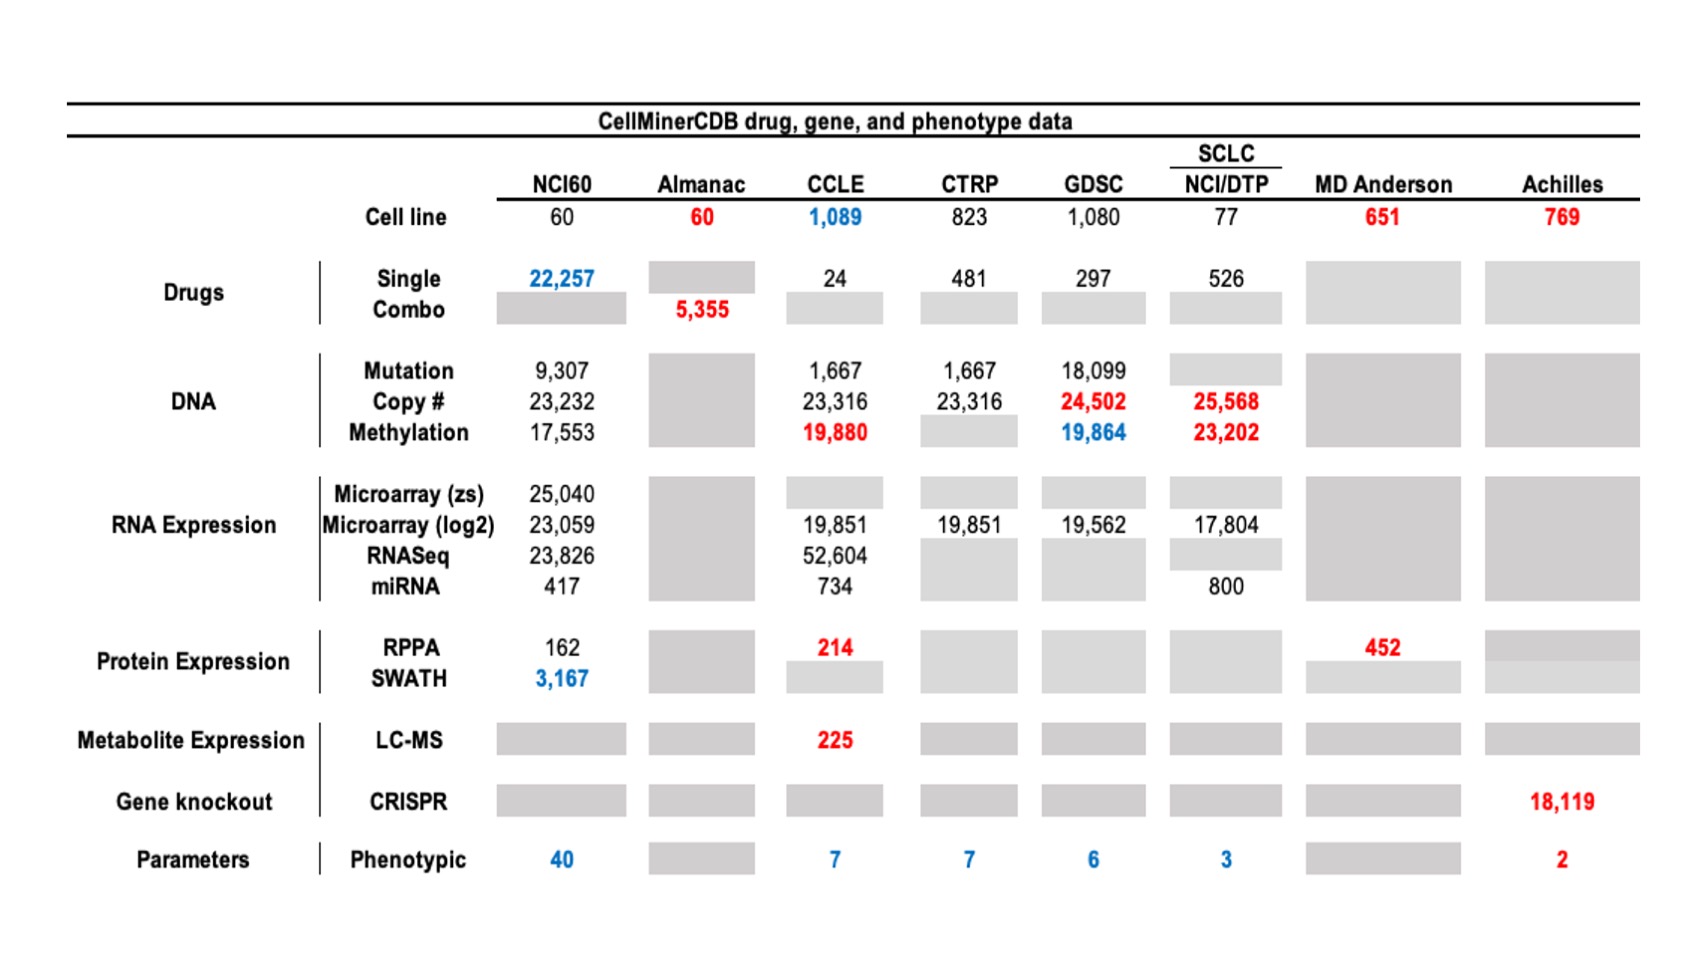 CellMinerCDB drug, gene, and phenotype data
SCLC
NCI60 Almanac CCLE CTRP GDSC NCI/DTP MD Anderson Achilles
Cell line 60 60 1,089 823 1,080 77 651 769
Drugs
Single 22,257 24 481 297 526
Combo 5,355
DNA
Mutation 9,307 1,667 1,667 18,099
Copy # 23,232 23,316 23,316 24,502 25,568
Methylation 17,553 19,880 19,864 23,202
RNA Expression
Microarray (zs) 25,040
Microarray (log2) 23,059 19,851 19,851 19,562 17,804
RNASeq 23,826 52,604
miRNA 417 734 800
Protein Expression
RPPA 162 214 452
SWATH 3,167
Metabolite Expression LC-MS 225
Gene knockout CRISPR 18,119
Parameters Phenotypic 40 7 7 6 3 2